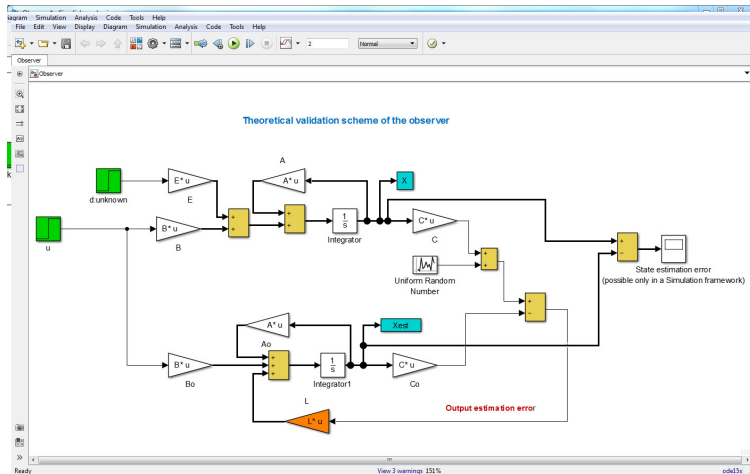 Diagram Simulation Analysis Code Tools Help
File Edit View Display Diagram Simulation Analysis Code Tools Help
2
Normal
Observer
Observer
Theoretical validation scheme of the observer
A
A* u
X
E* u
d:unknown
E
B* u
B
u
1
s
Integrator
C* u
C
Uniform Random
Number
State estimation error
(possible only in a Simulation framework)
A* u
Ao
Xest
B* u
Bo
1
s
Integrator1
C* u
Co
L
L* u
Output estimation error
Ready
View 3 warnings 151%
ode15s